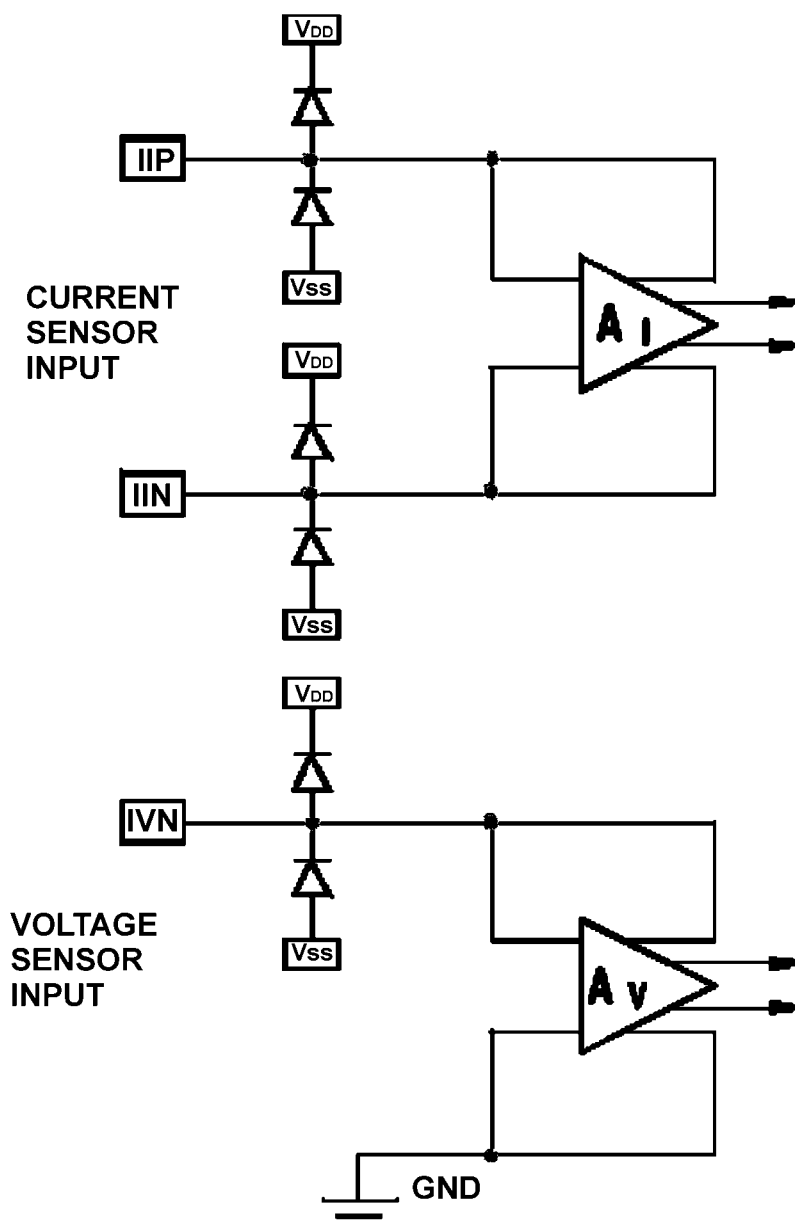 VDD
IIP
Vss
CURRENT
SENSOR
INPUT
A I
VDD
IIN
Vss
VDD
IVN
VOLTAGE
SENSOR
INPUT
Vss
A V
GND